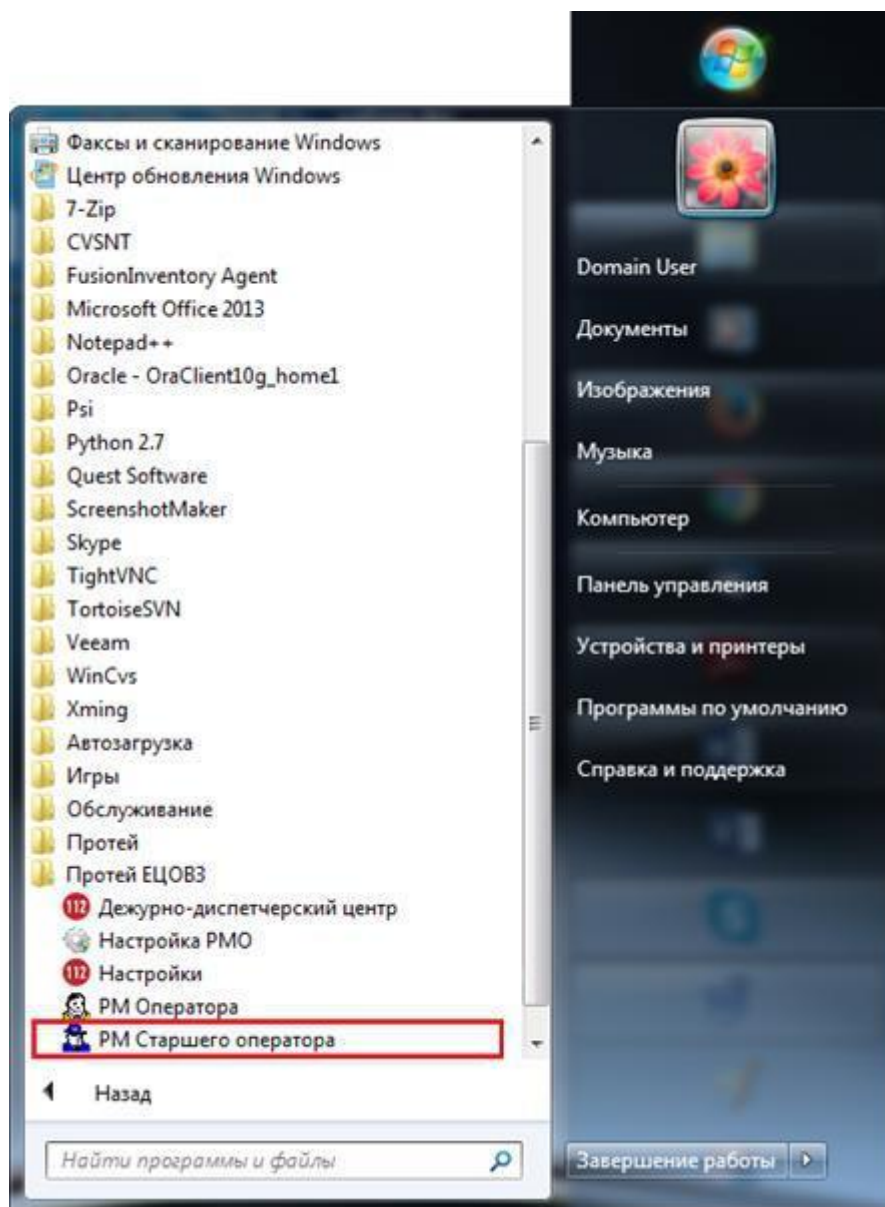 Факсы и сканирование Windows
Центр обновления Windows
7-Zip
CVSNT
FusionInventory Agent
Microsoft Office 2013
Notepad++
Oracle - OraClient10g_home1
Psi
Python 2.7
Quest Software
ScreenshotMaker
Skype
TightVNC
TortoiseSVN
Veeam
WinCvs
Xming
Автозагрузка
Игры
Обслуживание
Протей
Протей ЕЦОВЗ
112 Дежурно-диспетчерский центр
Настройка РМО
112 Настройки
РМ Оператора
РМ Старшего оператора
Назад
Найти программы и файлы
Domain User
Документы
Изображения
Музыка
Компьютер
Панель управления
Устройства и принтеры
Программы по умолчанию
Справка и поддержка
Завершение работы